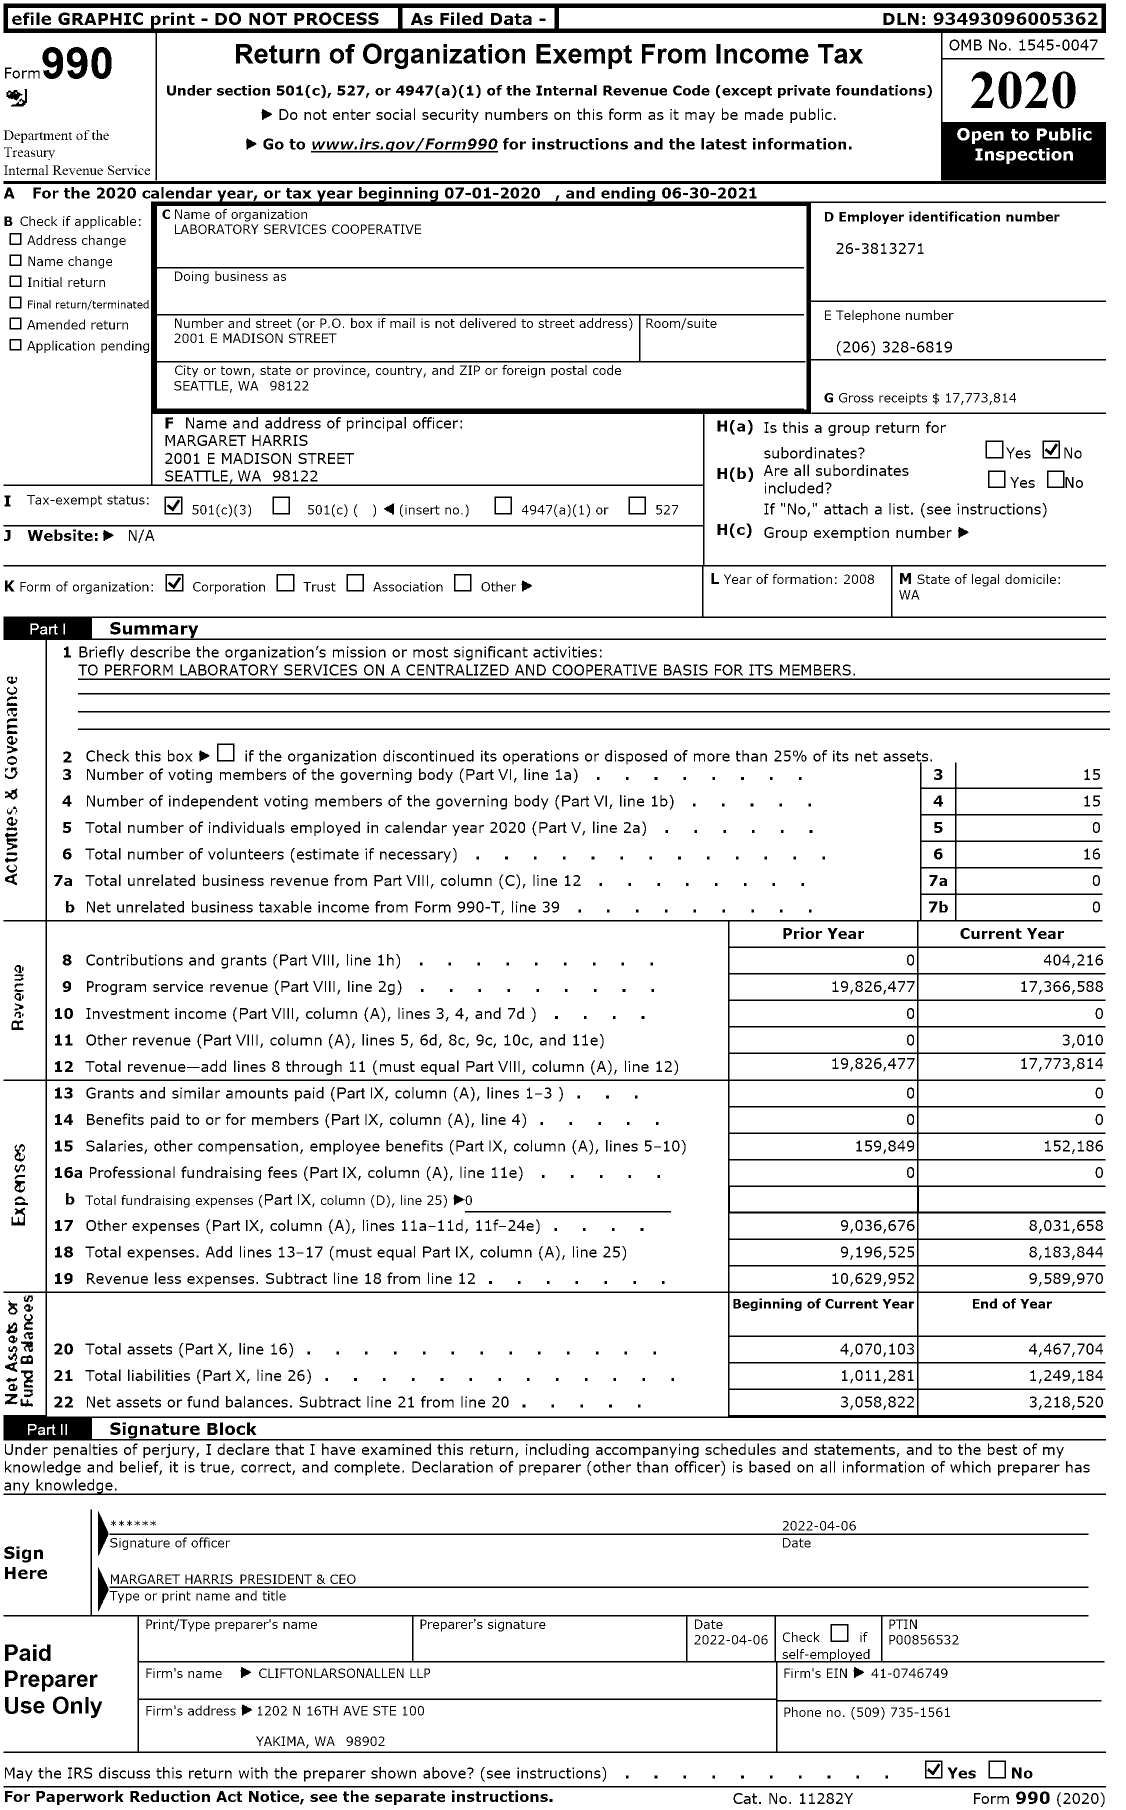 efile GRAPHIC print - DO NOT PROCESS As Filed Data - DLN: 93493096005362
Form 990
Department of the
Treasury
Internal Revenue Service
Return of Organization Exempt From Income Tax
Under section 501(c), 527, or 4947(a)(1) of the Internal Revenue Code (except private foundations)
▶ Do not enter social security numbers on this form as it may be made public.
▶ Go to www.irs.gov/Form990 for instructions and the latest information.
OMB No. 1545-0047
2020
Open to Public
Inspection
A For the 2020 calendar year, or tax year beginning 07-01-2020 , and ending 06-30-2021
B Check if applicable:
☐ Address change
☐ Name change
☐ Initial return
☐ Final return/terminated
☐ Amended return
☐ Application pending
C Name of organization
LABORATORY SERVICES COOPERATIVE
Doing business as
Number and street (or P.O. box if mail is not delivered to street address) Room/suite
2001 E MADISON STREET
City or town, state or province, country, and ZIP or foreign postal code
SEATTLE, WA 98122
D Employer identification number
26-3813271
E Telephone number
(206) 328-6819
G Gross receipts $ 17,773,814
F Name and address of principal officer:
MARGARET HARRIS
2001 E MADISON STREET
SEATTLE, WA 98122
H(a) Is this a group return for
subordinates? ☐ Yes ☑ No
H(b) Are all subordinates
included? ☐ Yes ☐ No
If "No," attach a list. (see instructions)
H(c) Group exemption number ▶
I Tax-exempt status: ☑ 501(c)(3) ☐ 501(c) ( ) ◀ (insert no.) ☐ 4947(a)(1) or ☐ 527
J Website: ▶ N/A
K Form of organization: ☑ Corporation ☐ Trust ☐ Association ☐ Other ▶
L Year of formation: 2008
M State of legal domicile:
WA
Part I Summary
Activities & Governance
1 Briefly describe the organization's mission or most significant activities:
TO PERFORM LABORATORY SERVICES ON A CENTRALIZED AND COOPERATIVE BASIS FOR ITS MEMBERS.
2 Check this box ▶ ☐ if the organization discontinued its operations or disposed of more than 25% of its net assets.
3 Number of voting members of the governing body (Part VI, line 1a) . . . . . . . . 3 15
4 Number of independent voting members of the governing body (Part VI, line 1b) . . . . . 4 15
5 Total number of individuals employed in calendar year 2020 (Part V, line 2a) . . . . . . 5 0
6 Total number of volunteers (estimate if necessary) . . . . . . . . . . . . . 6 16
7a Total unrelated business revenue from Part VIII, column (C), line 12 . . . . . . . . 7a 0
b Net unrelated business taxable income from Form 990-T, line 39 . . . . . . . . . 7b 0
Prior Year Current Year
Revenue
8 Contributions and grants (Part VIII, line 1h) . . . . . . . . . 0 404,216
9 Program service revenue (Part VIII, line 2g) . . . . . . . . . 19,826,477 17,366,588
10 Investment income (Part VIII, column (A), lines 3, 4, and 7d ) . . . . 0 0
11 Other revenue (Part VIII, column (A), lines 5, 6d, 8c, 9c, 10c, and 11e) 0 3,010
12 Total revenue—add lines 8 through 11 (must equal Part VIII, column (A), line 12) 19,826,477 17,773,814
Expenses
13 Grants and similar amounts paid (Part IX, column (A), lines 1–3 ) . . . 0 0
14 Benefits paid to or for members (Part IX, column (A), line 4) . . . . . 0 0
15 Salaries, other compensation, employee benefits (Part IX, column (A), lines 5–10) 159,849 152,186
16a Professional fundraising fees (Part IX, column (A), line 11e) . . . . . 0 0
b Total fundraising expenses (Part IX, column (D), line 25) ▶0
17 Other expenses (Part IX, column (A), lines 11a–11d, 11f–24e) . . . . 9,036,676 8,031,658
18 Total expenses. Add lines 13–17 (must equal Part IX, column (A), line 25) 9,196,525 8,183,844
19 Revenue less expenses. Subtract line 18 from line 12 . . . . . . . 10,629,952 9,589,970
Net Assets or
Fund Balances
Beginning of Current Year End of Year
20 Total assets (Part X, line 16) . . . . . . . . . . . . . 4,070,103 4,467,704
21 Total liabilities (Part X, line 26) . . . . . . . . . . . . . 1,011,281 1,249,184
22 Net assets or fund balances. Subtract line 21 from line 20 . . . . . 3,058,822 3,218,520
Part II Signature Block
Under penalties of perjury, I declare that I have examined this return, including accompanying schedules and statements, and to the best of my
knowledge and belief, it is true, correct, and complete. Declaration of preparer (other than officer) is based on all information of which preparer has
any knowledge.
Sign
Here
****** 2022-04-06
Signature of officer Date
MARGARET HARRIS PRESIDENT & CEO
Type or print name and title
Paid
Preparer
Use Only
Print/Type preparer's name
Preparer's signature
Date
2022-04-06
Check ☐ if
self-employed
PTIN
P00856532
Firm's name ▶ CLIFTONLARSONALLEN LLP
Firm's EIN ▶ 41-0746749
Firm's address ▶ 1202 N 16TH AVE STE 100
YAKIMA, WA 98902
Phone no. (509) 735-1561
May the IRS discuss this return with the preparer shown above? (see instructions) . . . . . . . . . . ☑ Yes ☐ No
For Paperwork Reduction Act Notice, see the separate instructions. Cat. No. 11282Y Form 990 (2020)